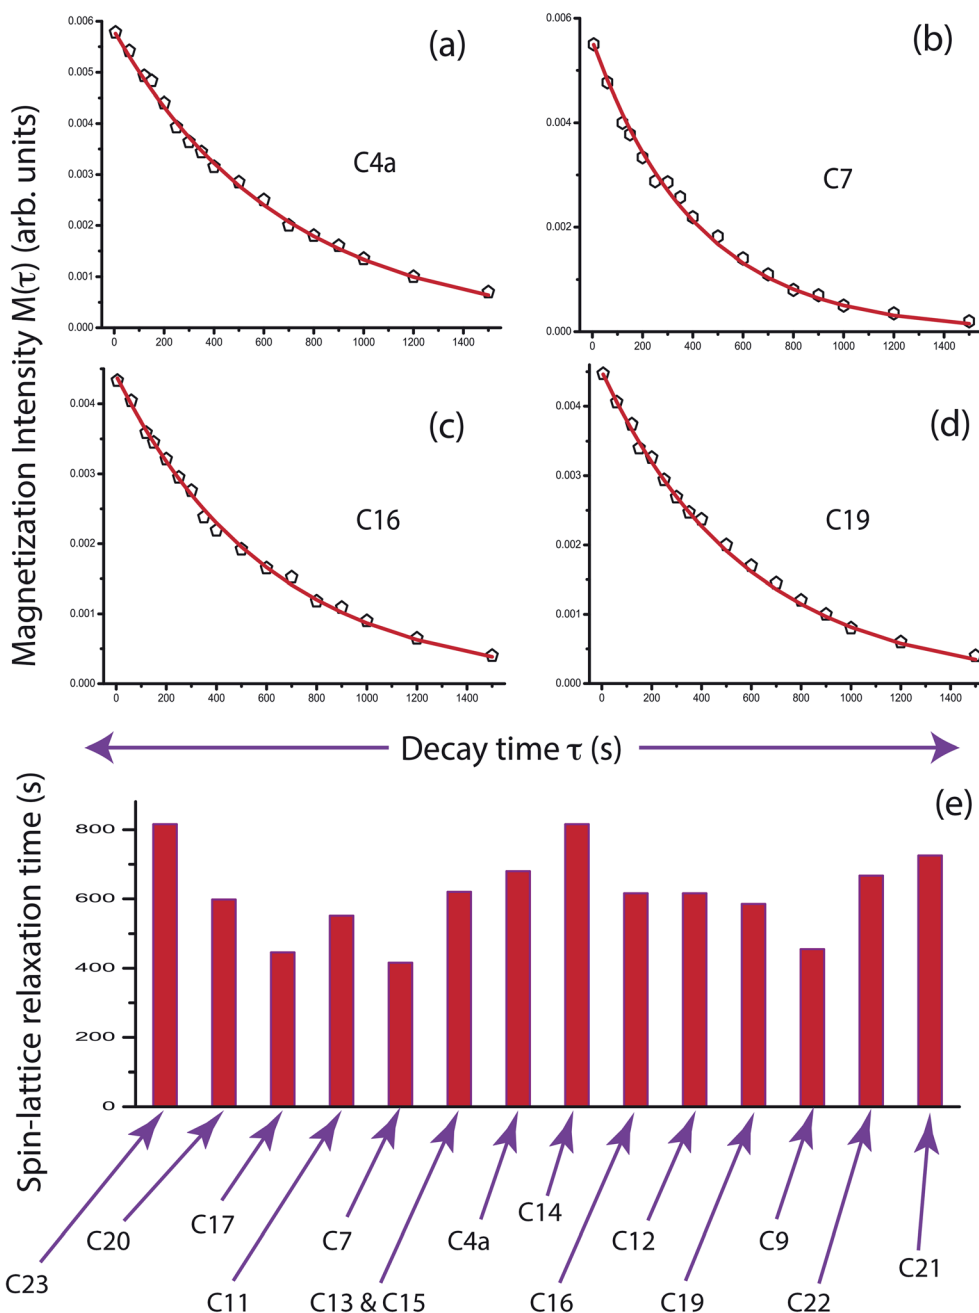 Magnetization Intensity M(τ) (arb. units)
(a)
C4a
0.006
0.005
0.004
0.003
0.002
0.001
0.000
0 200 400 600 800 1000 1200 1400
(b)
C7
0.006
0.004
0.002
0.000
0 200 400 600 800 1000 1200 1400
(c)
C16
0.004
0.003
0.002
0.001
0.000
0 200 400 600 800 1000 1200 1400
(d)
C19
0.004
0.003
0.002
0.001
0.000
0 200 400 600 800 1000 1200 1400
Decay time τ (s)
(e)
Spin-lattice relaxation time (s)
800
600
400
200
0
C23
C20
C17
C11
C7
C13 & C15
C4a
C14
C16
C12
C19
C9
C22
C21